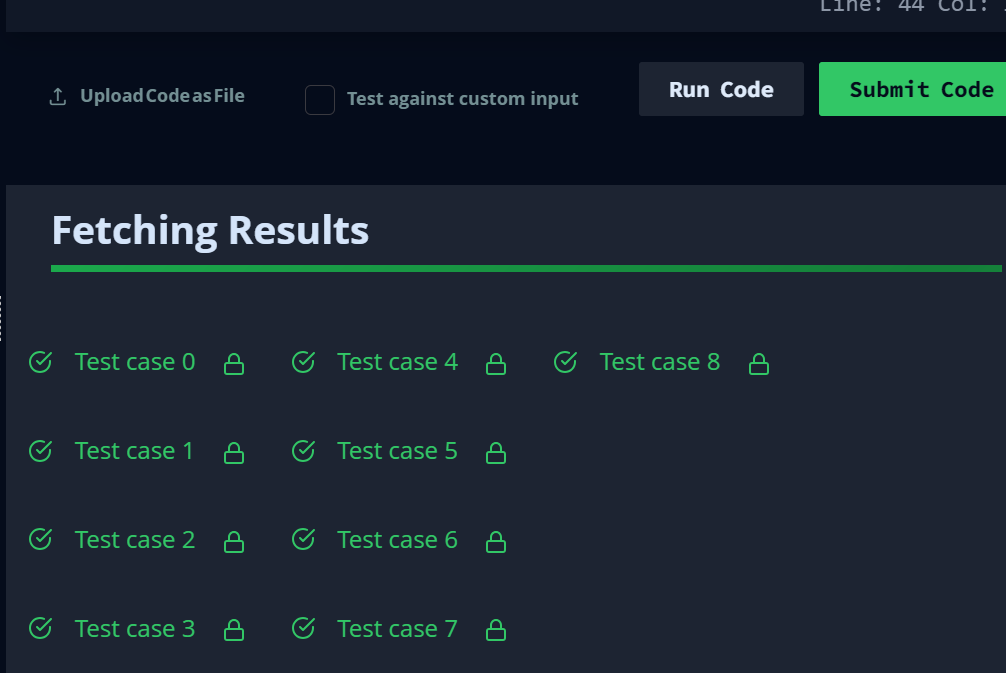 Line: 44 Col:
Upload Code as File
Test against custom input
Run Code
Submit Code
Fetching Results
Test case 0
Test case 4
Test case 8
Test case 1
Test case 5
Test case 2
Test case 6
Test case 3
Test case 7